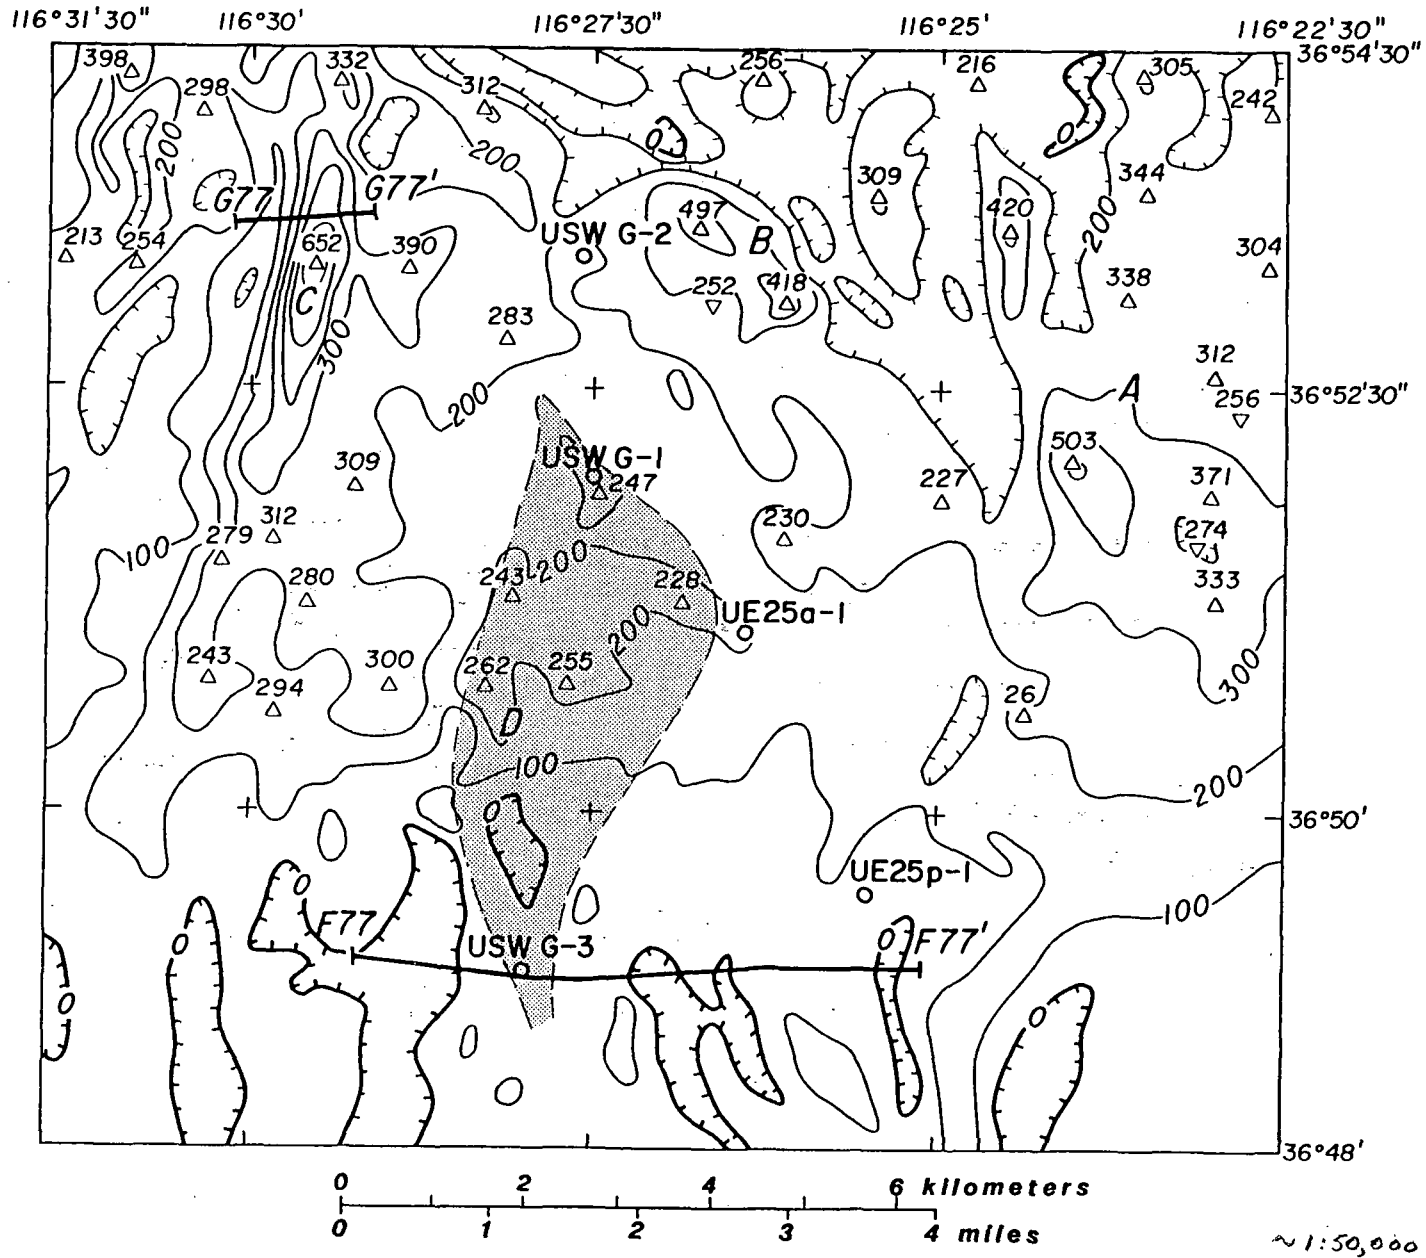 116°31'30" 116°30' 116°27'30" 116°25' 116°22'30"
36°54'30"
398 332 256 216 305
298 312 242
200 0 0
200
309 344
G77 G77' 497 420 200
213 254 652 390 USW G-2 B 304
C 252 418 338
283
300 312
200 A 36°52'30"
256
503
309 USW G-1
247 227 371
312 230
279 274
100 200
280 243 228 333
UE25a-1
200
243 300 262 255 300
294 26
D
100 200
0 36°50'
UE25p-1
0 100
F77 USW G-3 0 F77'
0
0 0
36°48'
0 2 4 6 kilometers
0 1 2 3 4 miles
~1:50,000